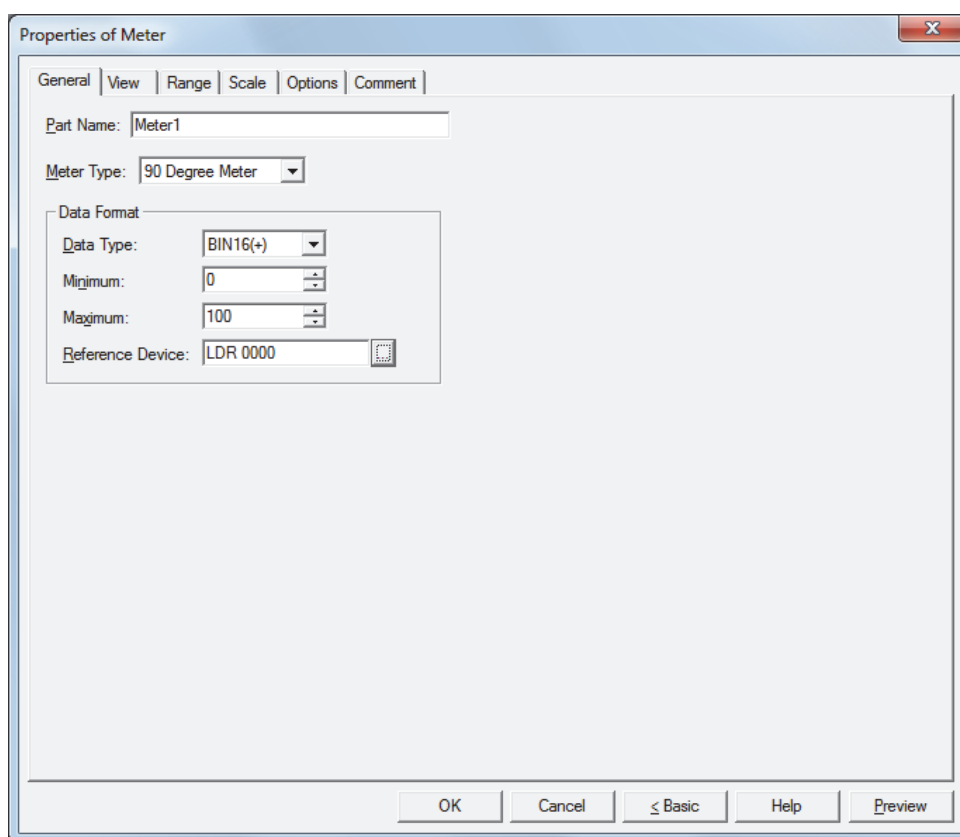 Properties of Meter
General View Range Scale Options Comment
Part Name: Meter1
Meter Type: 90 Degree Meter
Data Format
Data Type: BIN16(+)
Minimum: 0
Maximum: 100
Reference Device: LDR 0000
OK Cancel < Basic Help Preview